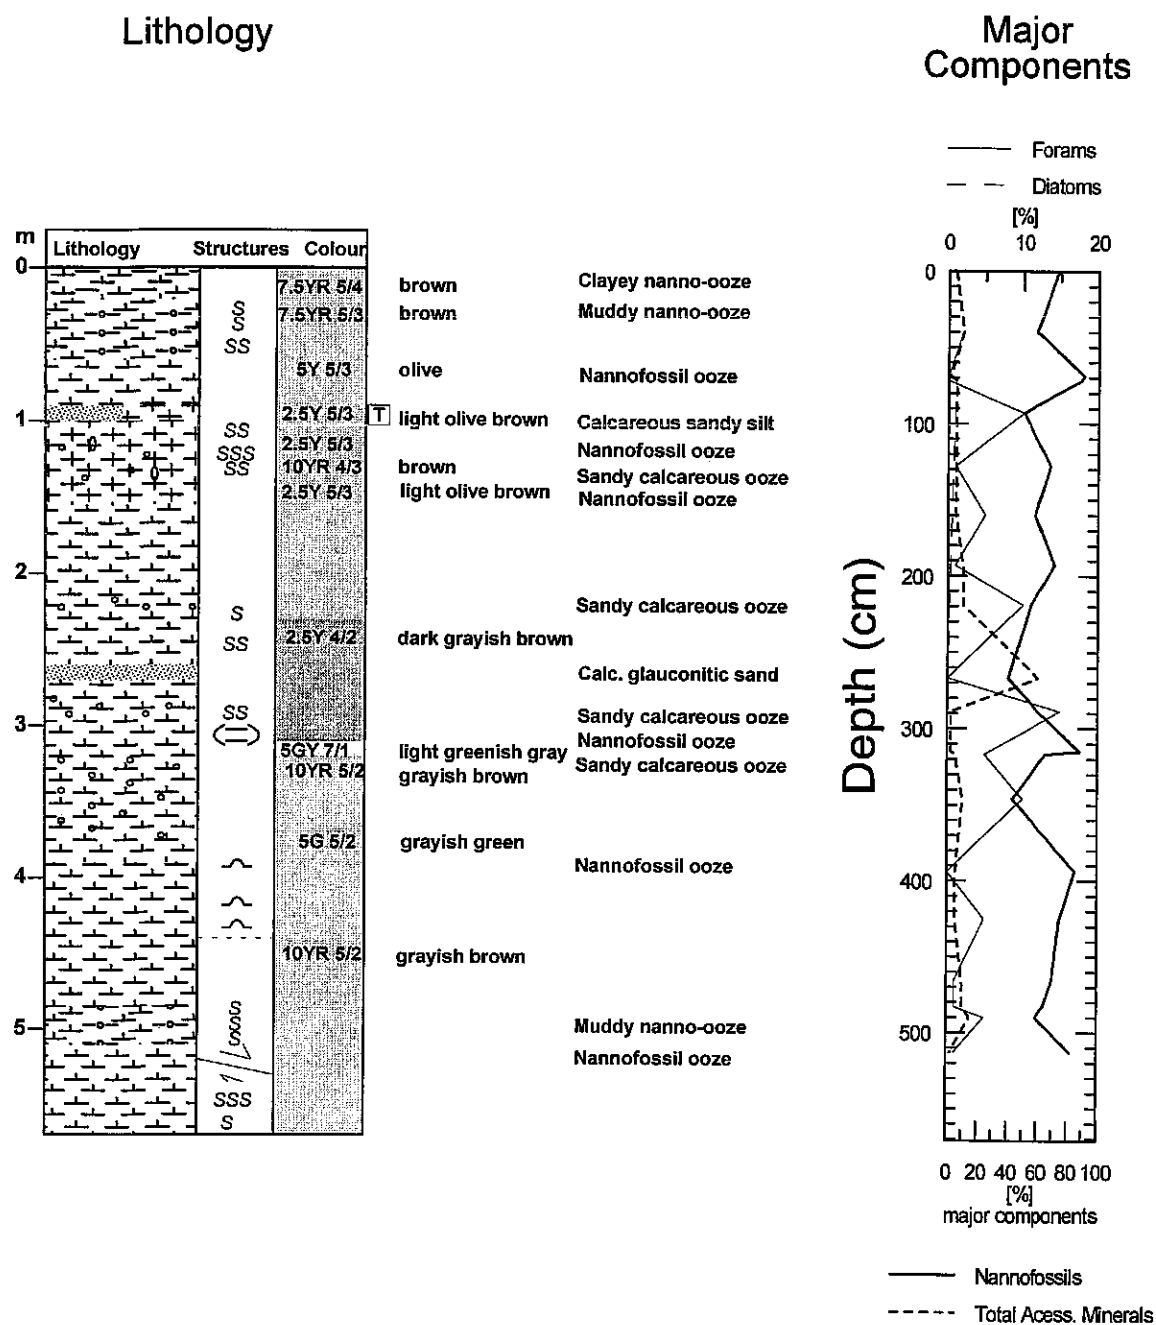 Lithology
Major
Components
Forams
Diatoms
[%]
0 10 20
m
Lithology Structures Colour
0
7.5YR 5/4 brown Clayey nanno-ooze
7.5YR 5/3 brown Muddy nanno-ooze
5Y 5/3 olive Nannofossil ooze
1
2.5Y 5/3 T light olive brown Calcareous sandy silt
2.5Y 5/3 Nannofossil ooze
10YR 4/3 brown Sandy calcareous ooze
2.5Y 5/3 light olive brown Nannofossil ooze
2
Sandy calcareous ooze
2.5Y 4/2 dark grayish brown
Calc. glauconitic sand
3
Sandy calcareous ooze
Nannofossil ooze
5GY 7/1 light greenish gray Sandy calcareous ooze
10YR 5/2 grayish brown
5G 5/2 grayish green
4
Nannofossil ooze
10YR 5/2 grayish brown
5
Muddy nanno-ooze
Nannofossil ooze
S
S
SS
SS
SSS
SS
S
SS
SS
S
S
S
SSS
S
Depth (cm)
0
100
200
300
400
500
0 20 40 60 80 100
[%]
major components
Nannofossils
Total Acess. Minerals